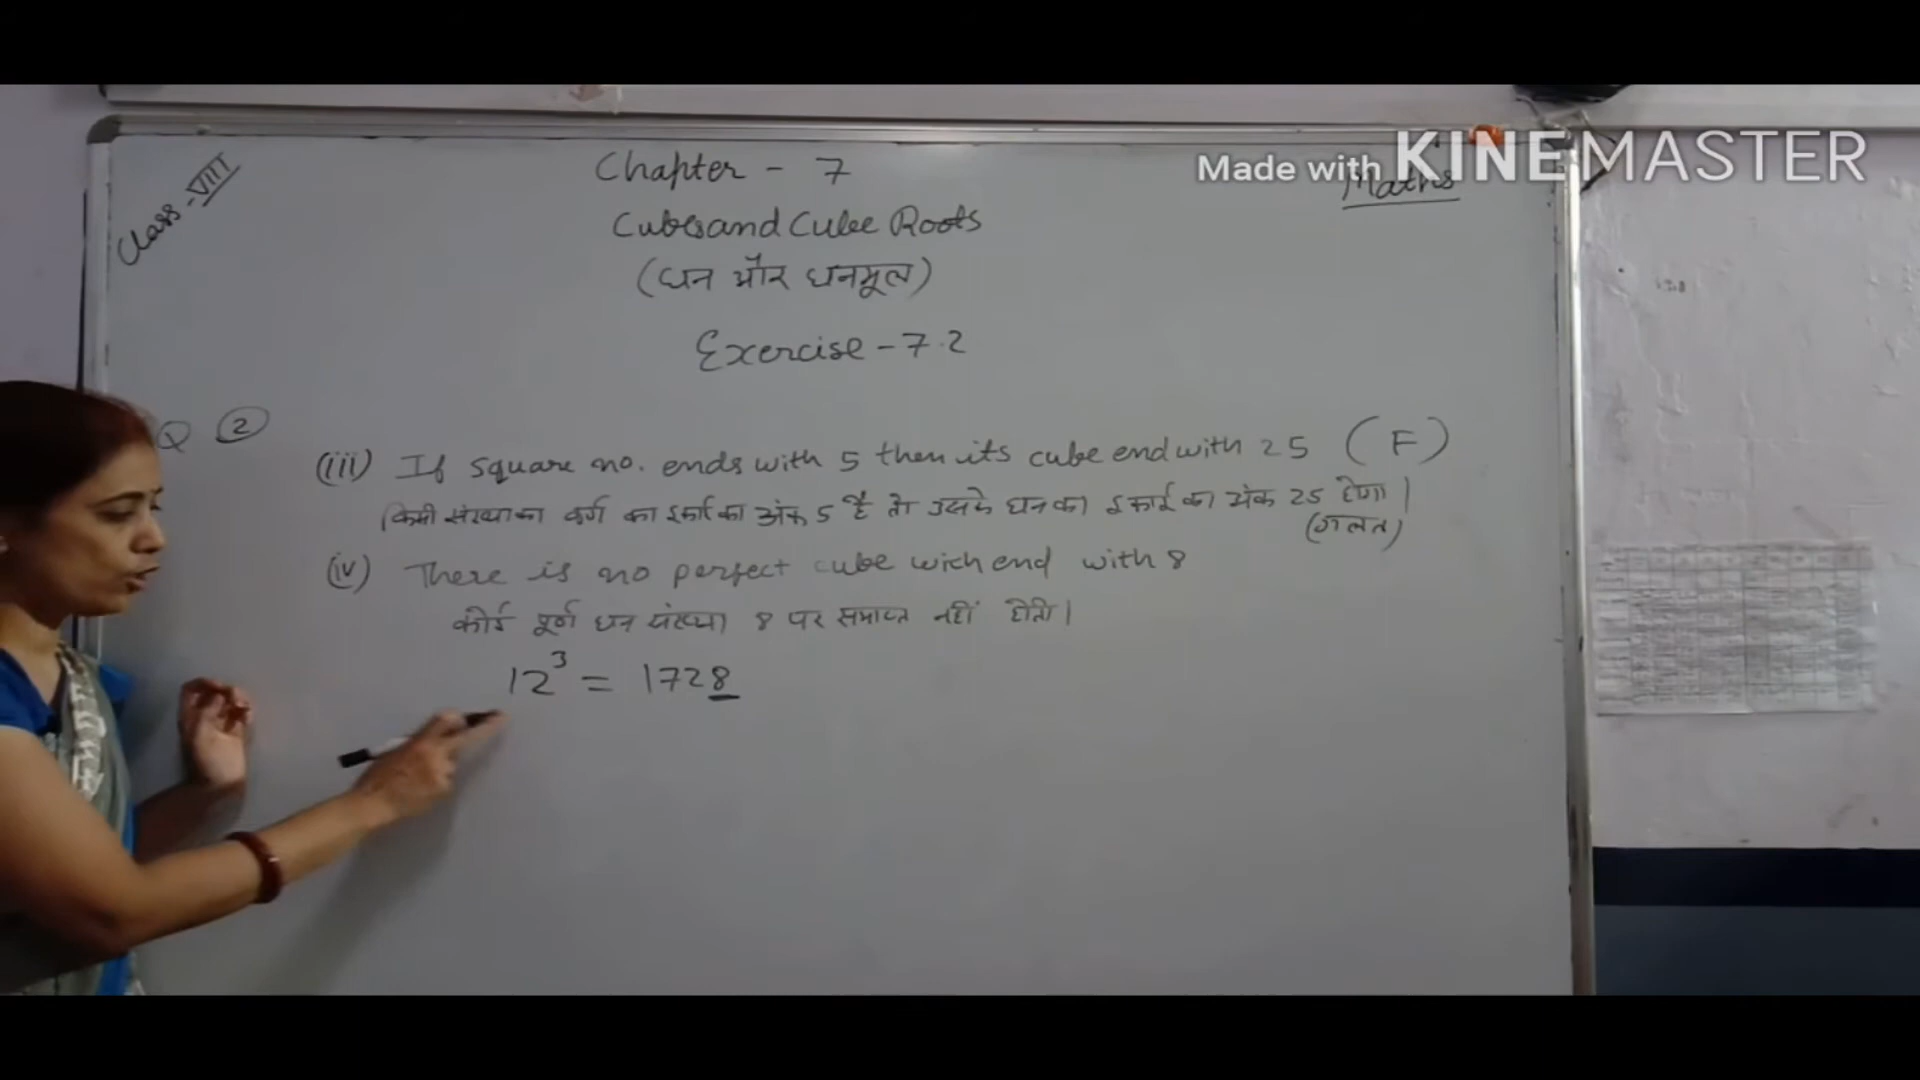 Made with KINEMASTER
Class-VIII
Chapter - 7
Maths
Cubes and Cube Roots
(घन और घनमूल)
Exercise-7.2
Q 2
(iii) If square no. ends with 5 then its cube end with 25 (F)
किसी संख्या का वर्ग का इकाई का अंक 5 है तो उसके घन का इकाई का अंक 25 होगा।
(गलत)
(iv) There is no perfect cube wich end with 8
कोई पूर्ण घन संख्या 8 पर समाप्त नहीं होती।
12³ = 1728